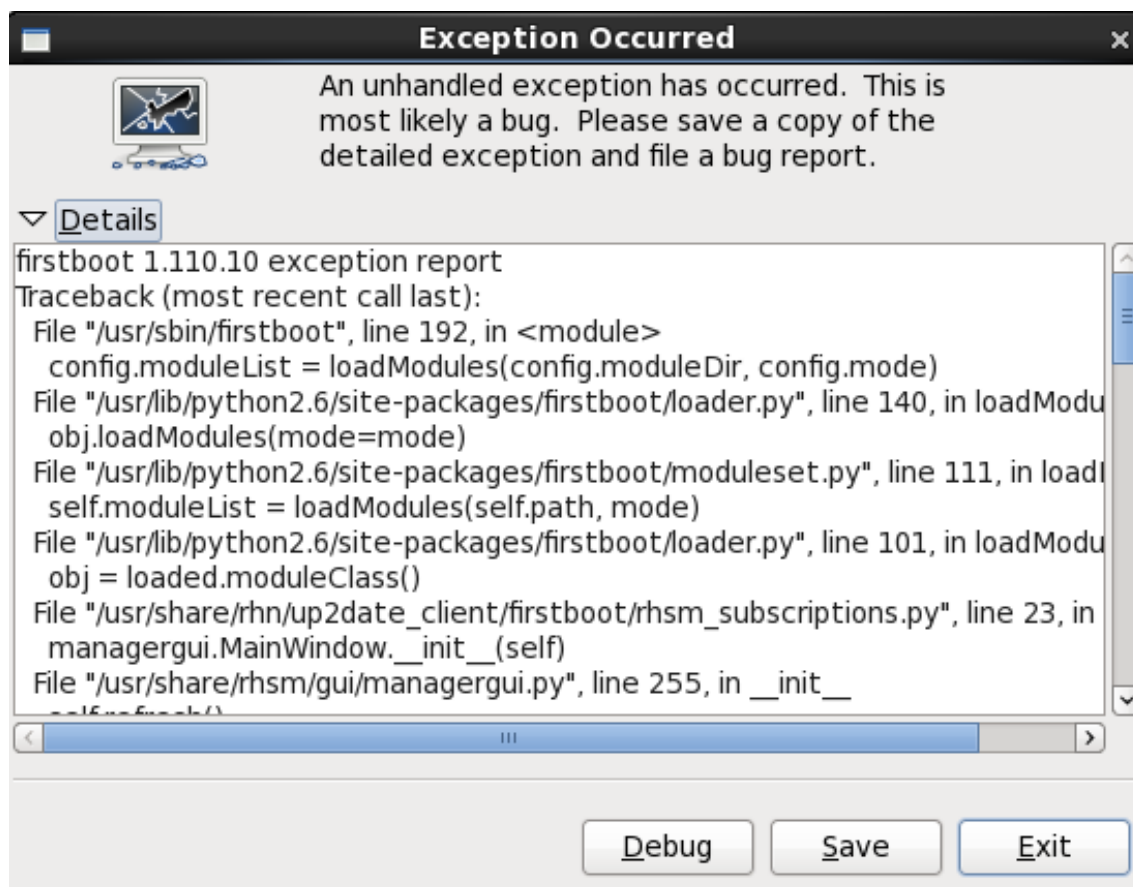 Exception Occurred
An unhandled exception has occurred. This is
most likely a bug. Please save a copy of the
detailed exception and file a bug report.
Details
firstboot 1.110.10 exception report
Traceback (most recent call last):
File "/usr/sbin/firstboot", line 192, in <module>
config.moduleList = loadModules(config.moduleDir, config.mode)
File "/usr/lib/python2.6/site-packages/firstboot/loader.py", line 140, in loadModu
obj.loadModules(mode=mode)
File "/usr/lib/python2.6/site-packages/firstboot/moduleset.py", line 111, in load
self.moduleList = loadModules(self.path, mode)
File "/usr/lib/python2.6/site-packages/firstboot/loader.py", line 101, in loadModu
obj = loaded.moduleClass()
File "/usr/share/rhn/up2date_client/firstboot/rhsm_subscriptions.py", line 23, in
managergui.MainWindow.__init__(self)
File "/usr/share/rhsm/gui/managergui.py", line 255, in __init__
self.refresh()
Debug Save Exit